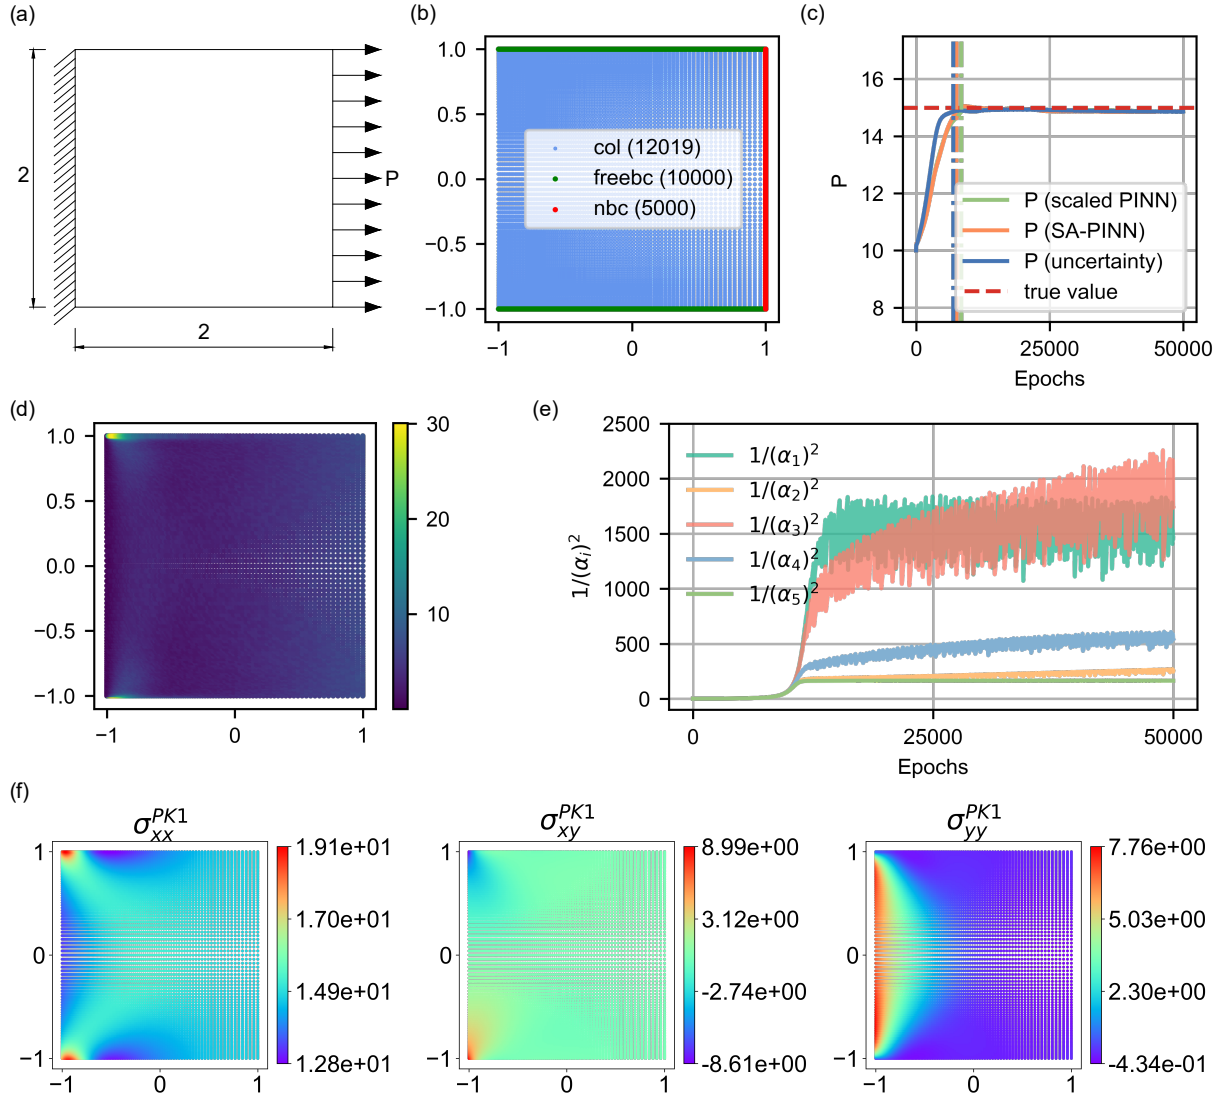 (a)
2
2
P
(b)
1.0
0.5
0.0
−0.5
−1.0
−1
0
1
col (12019)
freebc (10000)
nbc (5000)
(c)
P
16
14
12
10
8
0
25000
50000
Epochs
P (scaled PINN)
P (SA-PINN)
P (uncertainty)
true value
(d)
1.0
0.5
0.0
−0.5
−1.0
−1
0
1
30
20
10
(e)
1/(α_i)^2
2500
2000
1500
1000
500
0
0
25000
50000
Epochs
1/(α_1)^2
1/(α_2)^2
1/(α_3)^2
1/(α_4)^2
1/(α_5)^2
(f)
σ_{xx}^{PK1}
1
0
−1
−1
0
1
1.91e+01
1.70e+01
1.49e+01
1.28e+01
σ_{xy}^{PK1}
1
0
−1
−1
0
1
8.99e+00
3.12e+00
-2.74e+00
-8.61e+00
σ_{yy}^{PK1}
1
0
−1
−1
0
1
7.76e+00
5.03e+00
2.30e+00
-4.34e-01